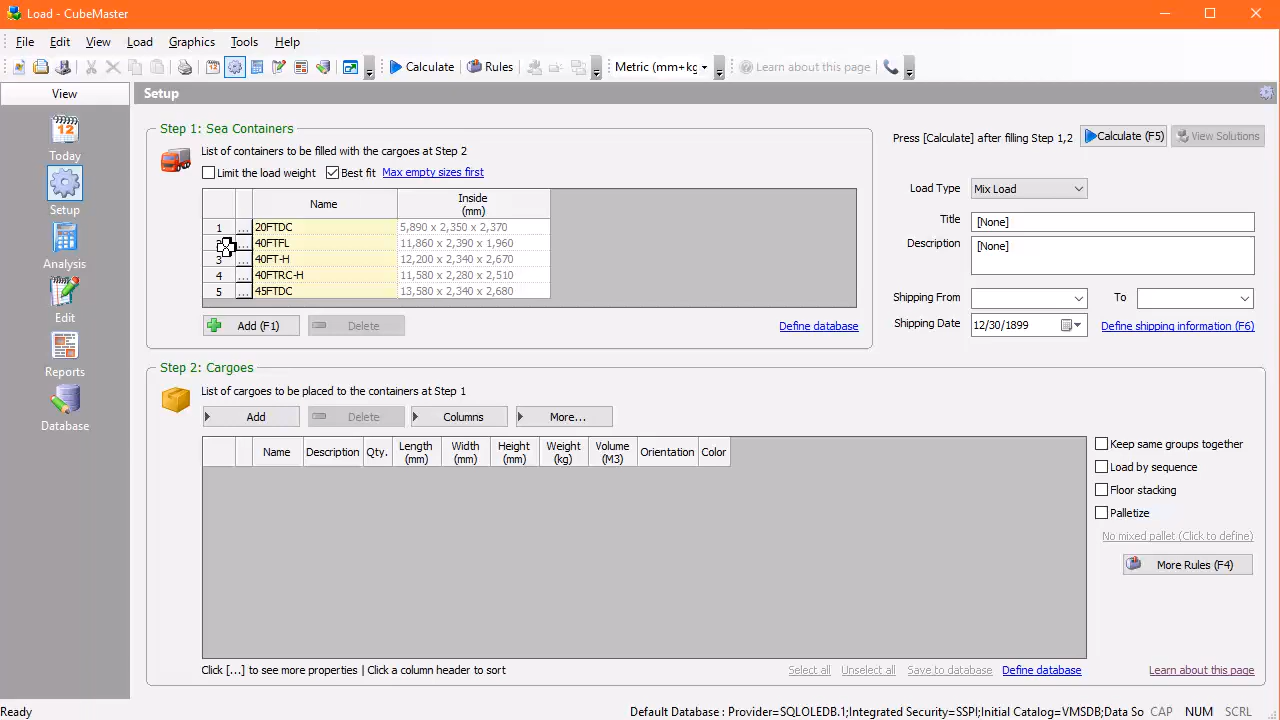 Load - CubeMaster
File Edit View Load Graphics Tools Help
Calculate Rules Metric (mm+kg Learn about this page
View
Setup
12
Today
Setup
Analysis
Edit
Reports
Database
Step 1: Sea Containers
List of containers to be filled with the cargoes at Step 2
Limit the load weight Best fit Max empty sizes first
Name Inside (mm)
1 ... 20FTDC 5,890 x 2,350 x 2,370
... 40FTFL 11,860 x 2,390 x 1,960
3 ... 40FT-H 12,200 x 2,340 x 2,670
4 ... 40FTRC-H 11,580 x 2,280 x 2,510
5 ... 45FTDC 13,580 x 2,340 x 2,680
Add (F1) Delete Define database
Press [Calculate] after filling Step 1,2 Calculate (F5) View Solutions
Load Type Mix Load
Title [None]
Description [None]
Shipping From To
Shipping Date 12/30/1899 Define shipping information (F6)
Step 2: Cargoes
List of cargoes to be placed to the containers at Step 1
Add Delete Columns More...
Name Description Qty. Length (mm) Width (mm) Height (mm) Weight (kg) Volume (M3) Orientation Color
Keep same groups together
Load by sequence
Floor stacking
Palletize
No mixed pallet (Click to define)
More Rules (F4)
Click [...] to see more properties | Click a column header to sort Select all Unselect all Save to database Define database Learn about this page
Ready Default Database : Provider=SQLOLEDB.1;Integrated Security=SSPI;Initial Catalog=VMSDB;Data So CAP NUM SCRL